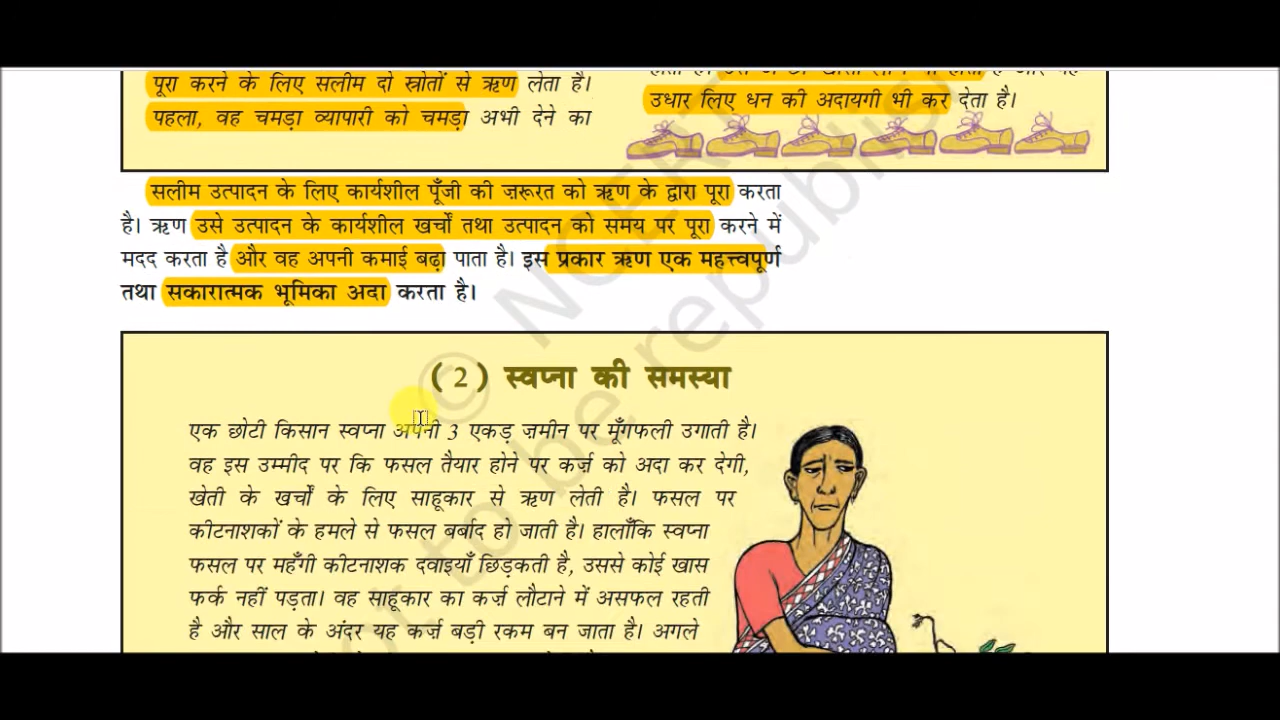 पूरा करने के लिए सलीम दो स्रोतों से ऋण लेता है।
पहला, वह चमड़ा व्यापारी को चमड़ा अभी देने का
उधार लिए धन की अदायगी भी कर देता है।
सलीम उत्पादन के लिए कार्यशील पूँजी की ज़रूरत को ऋण के द्वारा पूरा करता
है। ऋण उसे उत्पादन के कार्यशील खर्चों तथा उत्पादन को समय पर पूरा करने में
मदद करता है और वह अपनी कमाई बढ़ा पाता है। इस प्रकार ऋण एक महत्त्वपूर्ण
तथा सकारात्मक भूमिका अदा करता है।
(2) स्वप्ना की समस्या
एक छोटी किसान स्वप्ना अपनी 3 एकड़ ज़मीन पर मूँगफली उगाती है।
वह इस उम्मीद पर कि फसल तैयार होने पर कर्ज़ को अदा कर देगी,
खेती के खर्चों के लिए साहूकार से ऋण लेती है। फसल पर
कीटनाशकों के हमले से फसल बर्बाद हो जाती है। हालाँकि स्वप्ना
फसल पर महँगी कीटनाशक दवाइयाँ छिड़कती है, उससे कोई खास
फर्क नहीं पड़ता। वह साहूकार का कर्ज़ लौटाने में असफल रहती
है और साल के अंदर यह कर्ज़ बड़ी रकम बन जाता है। अगले
© NCERT
not to be republish